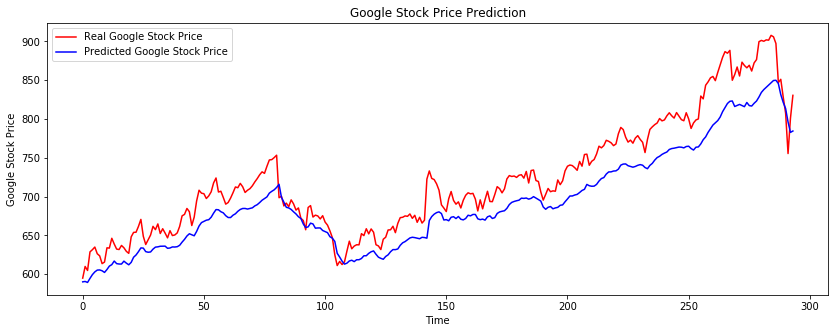 Google Stock Price Prediction
Real Google Stock Price
Predicted Google Stock Price
Google Stock Price
900
850
800
750
700
650
600
0
50
100
150
200
250
300
Time